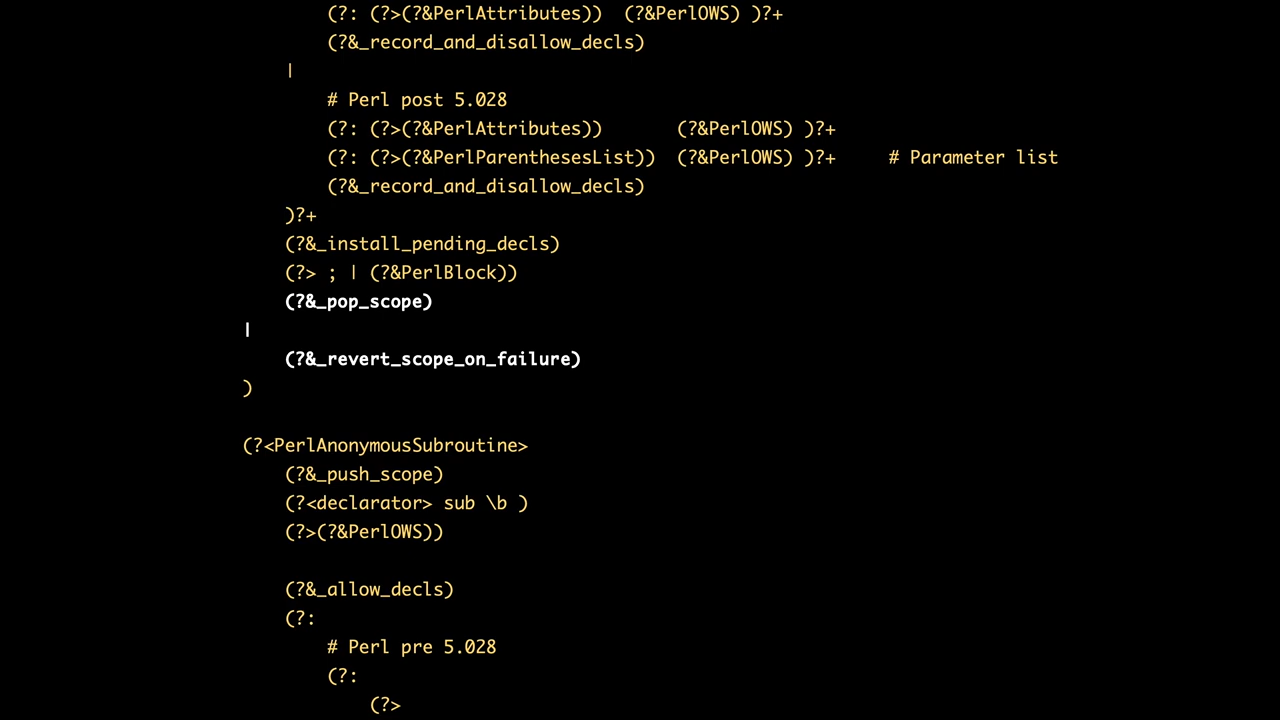 (?: (?>(?&PerlAttributes))  (?&PerlOWS) )?+
(?&_record_and_disallow_decls)
|
# Perl post 5.028
(?: (?>(?&PerlAttributes))       (?&PerlOWS) )?+
(?: (?>(?&PerlParenthesesList))  (?&PerlOWS) )?+     # Parameter list
(?&_record_and_disallow_decls)
)?+
(?&_install_pending_decls)
(?> ; | (?&PerlBlock))
(?&_pop_scope)
|
(?&_revert_scope_on_failure)
)
(?<PerlAnonymousSubroutine>
(?&_push_scope)
(?<declarator> sub \b )
(?>(?&PerlOWS))
(?&_allow_decls)
(?:
# Perl pre 5.028
(?:
(?>